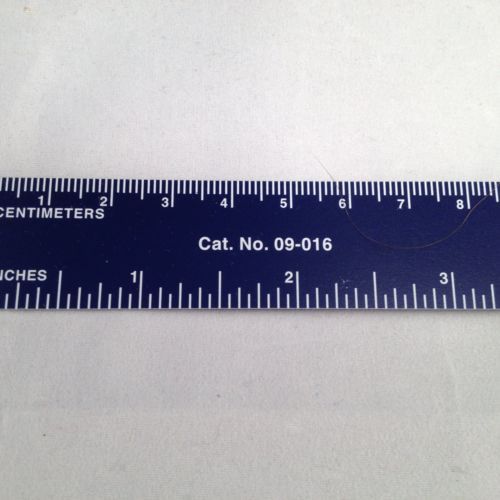 1 2 3 4 5 6 7 8
CENTIMETERS
Cat. No. 09-016
NCHES 1 2 3